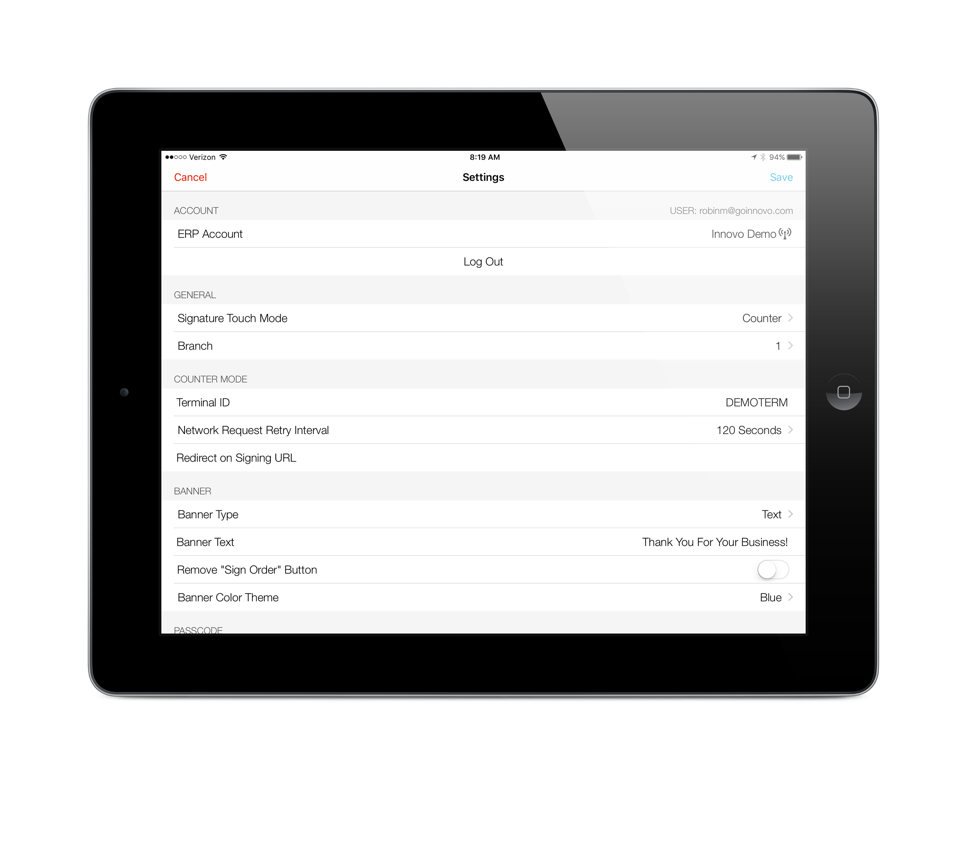 Verizon 8:19 AM 94%
Cancel Settings Save
ACCOUNT USER: robinm@goinnovo.com
ERP Account Innovo Demo
Log Out
GENERAL
Signature Touch Mode Counter
Branch 1
COUNTER MODE
Terminal ID DEMOTERM
Network Request Retry Interval 120 Seconds
Redirect on Signing URL
BANNER
Banner Type Text
Banner Text Thank You For Your Business!
Remove "Sign Order" Button
Banner Color Theme Blue
PASSCODE